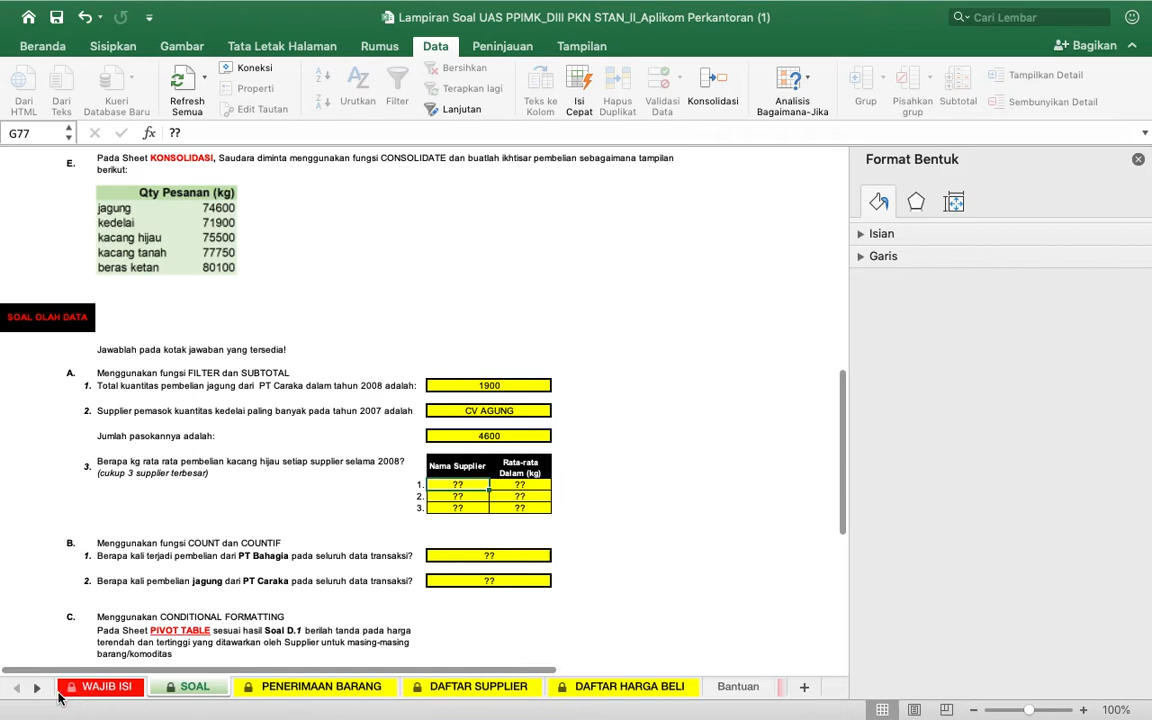 Lampiran Soal UAS PPIMK_DIII PKN STAN_II_Aplikom Perkantoran (1)
Cari Lembar
Beranda Sisipkan Gambar Tata Letak Halaman Rumus Data Peninjauan Tampilan Bagikan
Dari HTML
Dari Teks
Kueri Database Baru
Refresh Semua
Koneksi
Properti
Edit Tautan
Urutkan
Filter
Bersihkan
Terapkan lagi
Lanjutan
Teks ke Kolom
Isi Cepat
Hapus Duplikat
Validasi Data
Konsolidasi
Analisis Bagaimana-Jika
Grup
Pisahkan grup
Subtotal
Tampilkan Detail
Sembunyikan Detail
G77 fx ??
Format Bentuk
Isian
Garis
E. Pada Sheet KONSOLIDASI, Saudara diminta menggunakan fungsi CONSOLIDATE dan buatlah ikhtisar pembelian sebagaimana tampilan
berikut:
Qty Pesanan (kg)
jagung 74600
kedelai 71900
kacang hijau 75500
kacang tanah 77750
beras ketan 80100
SOAL OLAH DATA
Jawablah pada kotak jawaban yang tersedia!
A. Menggunakan fungsi FILTER dan SUBTOTAL
1. Total kuantitas pembelian jagung dari PT Caraka dalam tahun 2008 adalah: 1900
2. Supplier pemasok kuantitas kedelai paling banyak pada tahun 2007 adalah CV AGUNG
Jumlah pasokannya adalah: 4600
3. Berapa kg rata rata pembelian kacang hijau setiap supplier selama 2008?
(cukup 3 supplier terbesar)
Nama Supplier Rata-rata Dalam (kg)
1. ?? ??
2. ?? ??
3. ?? ??
B. Menggunakan fungsi COUNT dan COUNTIF
1. Berapa kali terjadi pembelian dari PT Bahagia pada seluruh data transaksi? ??
2. Berapa kali pembelian jagung dari PT Caraka pada seluruh data transaksi? ??
C. Menggunakan CONDITIONAL FORMATTING
Pada Sheet PIVOT TABLE sesuai hasil Soal D.1 berilah tanda pada harga
terendah dan tertinggi yang ditawarkan oleh Supplier untuk masing-masing
barang/komoditas
WAJIB ISI SOAL PENERIMAAN BARANG DAFTAR SUPPLIER DAFTAR HARGA BELI Bantuan +
100%